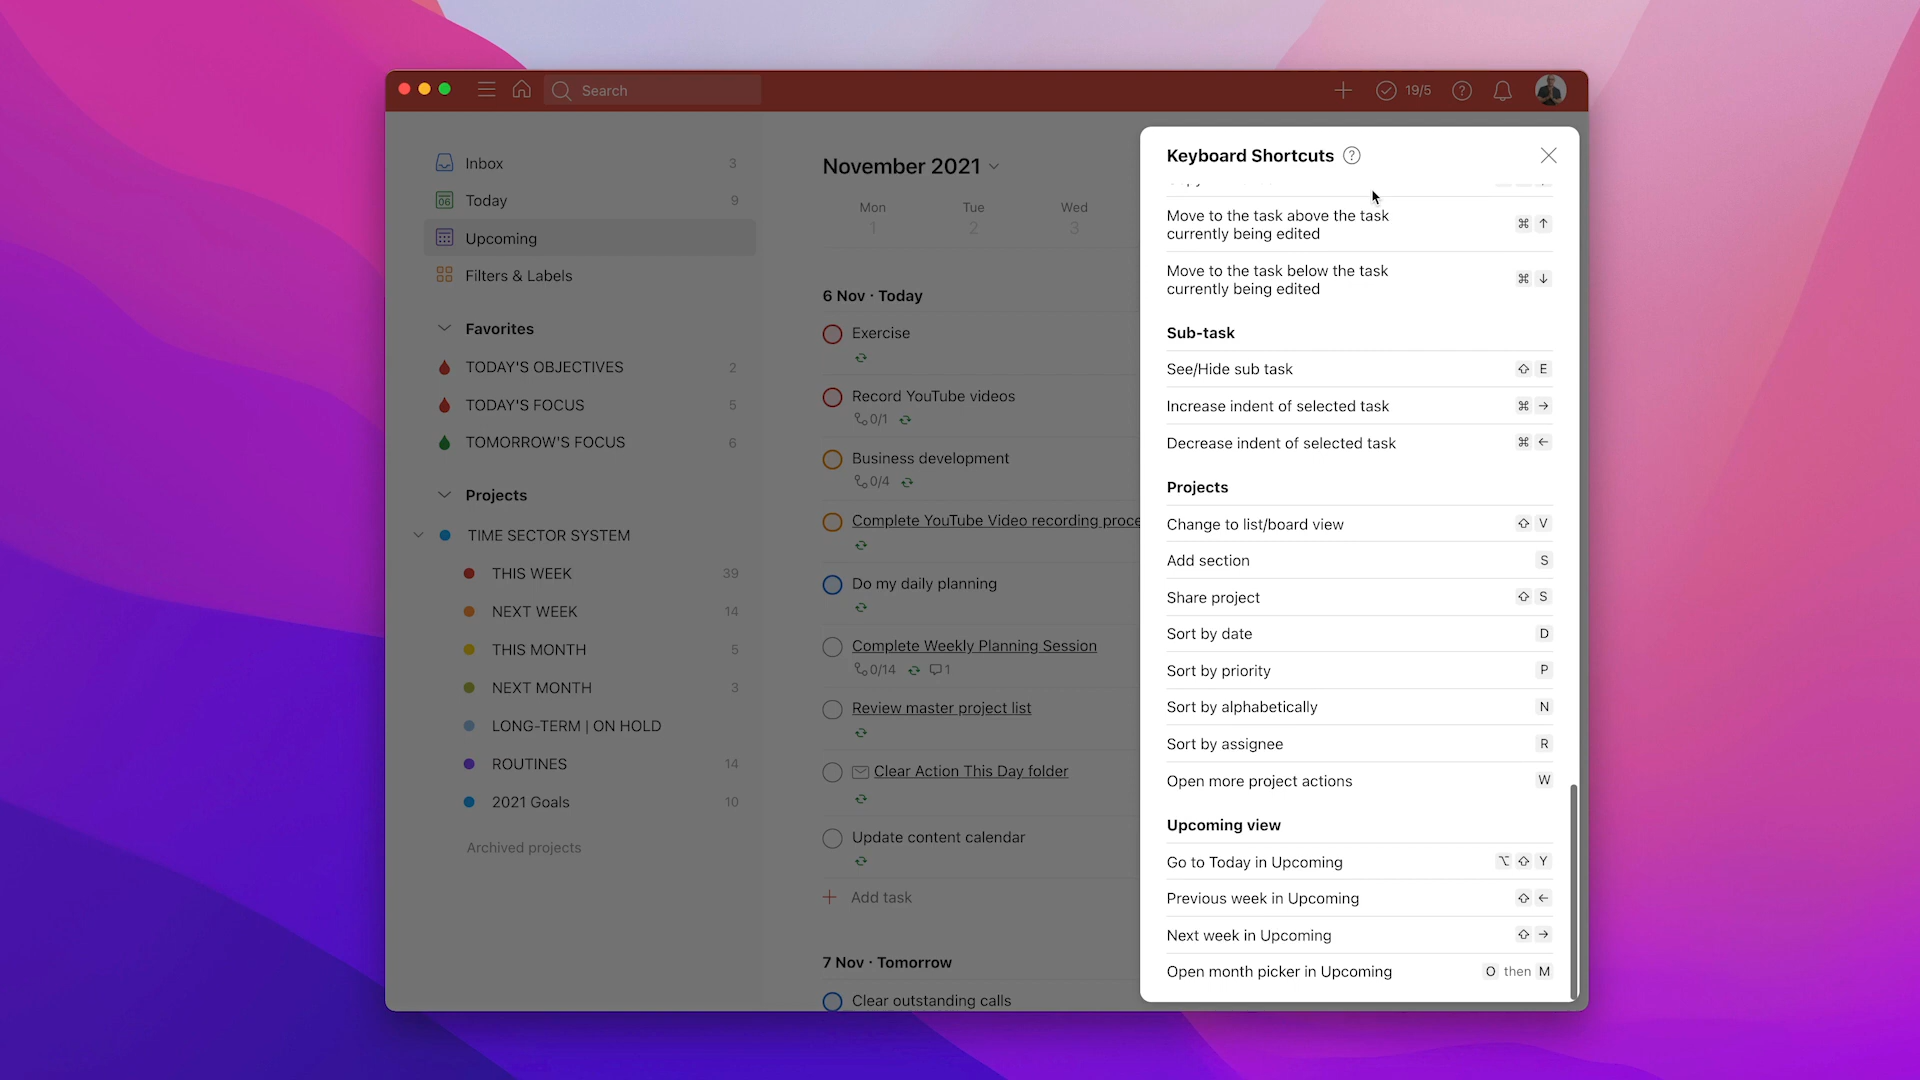 Search
19/5
Inbox 3
06 Today 9
Upcoming
Filters & Labels
Favorites
TODAY'S OBJECTIVES 2
TODAY'S FOCUS 5
TOMORROW'S FOCUS 6
Projects
TIME SECTOR SYSTEM
THIS WEEK 39
NEXT WEEK 14
THIS MONTH 5
NEXT MONTH 3
LONG-TERM | ON HOLD
ROUTINES 14
2021 Goals 10
Archived projects
November 2021
Mon Tue Wed
1 2 3
6 Nov · Today
Exercise
Record YouTube videos
0/1
Business development
0/4
Complete YouTube Video recording proce
Do my daily planning
Complete Weekly Planning Session
0/14 1
Review master project list
Clear Action This Day folder
Update content calendar
+ Add task
7 Nov · Tomorrow
Clear outstanding calls
Keyboard Shortcuts ?
Move to the task above the task
currently being edited ⌘ ↑
Move to the task below the task
currently being edited ⌘ ↓
Sub-task
See/Hide sub task ⇧ E
Increase indent of selected task ⌘ →
Decrease indent of selected task ⌘ ←
Projects
Change to list/board view ⇧ V
Add section S
Share project ⇧ S
Sort by date D
Sort by priority P
Sort by alphabetically N
Sort by assignee R
Open more project actions W
Upcoming view
Go to Today in Upcoming ⌥ ⇧ Y
Previous week in Upcoming ⇧ ←
Next week in Upcoming ⇧ →
Open month picker in Upcoming O then M